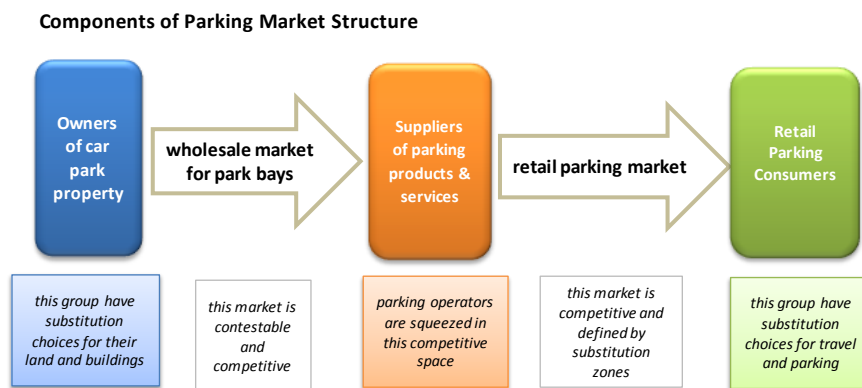 Components of Parking Market Structure
Owners
of car
park
property
wholesale market
for park bays
Suppliers
of parking
products &
services
retail parking market
Retail
Parking
Consumers
this group have
substitution
choices for their
land and buildings
this market is
contestable
and
competitive
parking operators
are squeezed in
this competitive
space
this market is
competitive and
defined by
substitution
zones
this group have
substitution
choices for travel
and parking